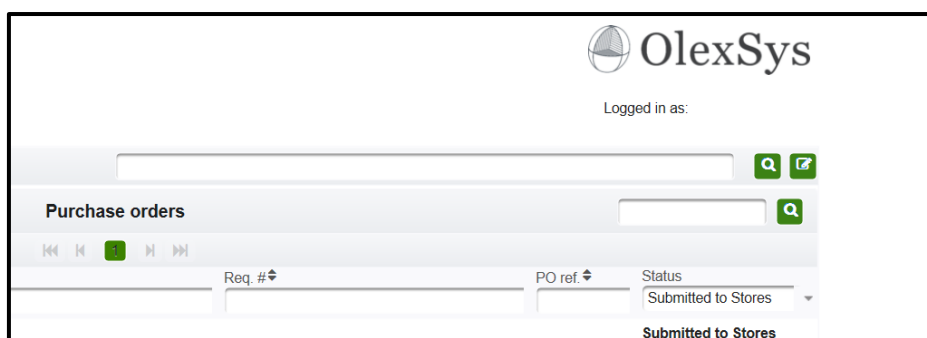 OlexSys
Logged in as:
Purchase orders
1
Req. # PO ref. Status
Submitted to Stores
Submitted to Stores